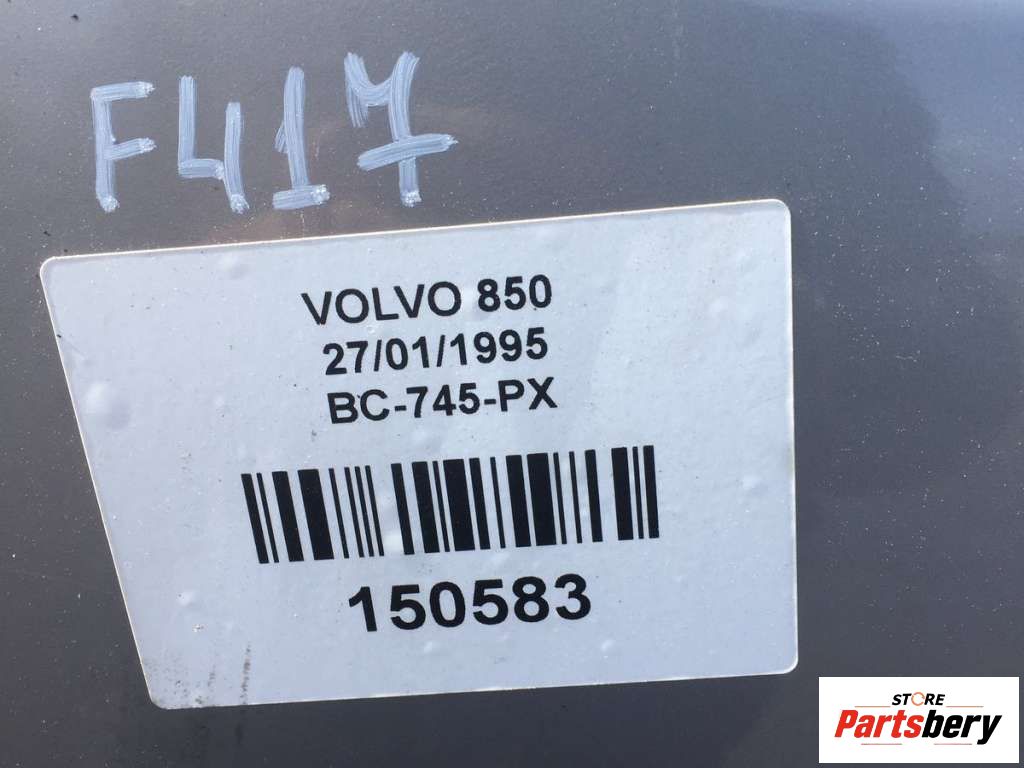 F417
VOLVO 850
27/01/1995
BC-745-PX
150583
STORE
Partsbery